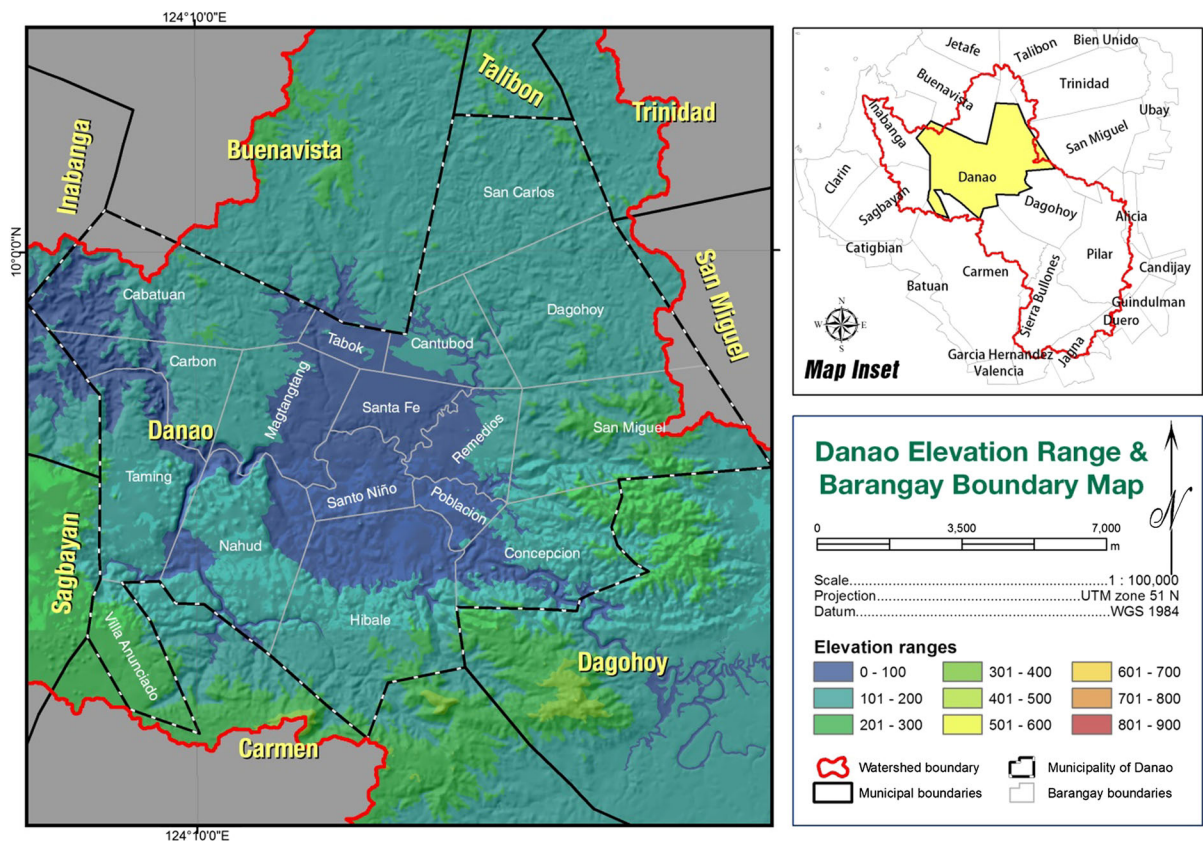 124°10'0"E
Talibon
Trinidad
Buenavista
Inabanga
San Carlos
10°0'0"N
San Miguel
Cabatuan
Dagohoy
Tabok
Cantubod
Carbon
Magtangtang
Santa Fe
Danao
San Miguel
Remedios
Taming
Santo Niño
Poblacion
Sagbayan
Nahud
Concepcion
Hibale
Villa Anunciado
Dagohoy
Carmen
124°10'0"E
Jetafe
Talibon
Bien Unido
Buenavista
Trinidad
Inabanga
Ubay
San Miguel
Clarin
Danao
Sagbayan
Dagohoy
Alicia
Catigbian
Pilar
Carmen
Candijay
Batuan
Sierra Bullones
Guindulman
Duero
N
W E
S
Jagna
Garcia Hernandez
Valencia
Map Inset
Danao Elevation Range &
Barangay Boundary Map
N
0 3,500 7,000
m
Scale..........1 : 100,000
Projection..........UTM zone 51 N
Datum..........WGS 1984
Elevation ranges
0 - 100 301 - 400 601 - 700
101 - 200 401 - 500 701 - 800
201 - 300 501 - 600 801 - 900
Watershed boundary Municipality of Danao
Municipal boundaries Barangay boundaries